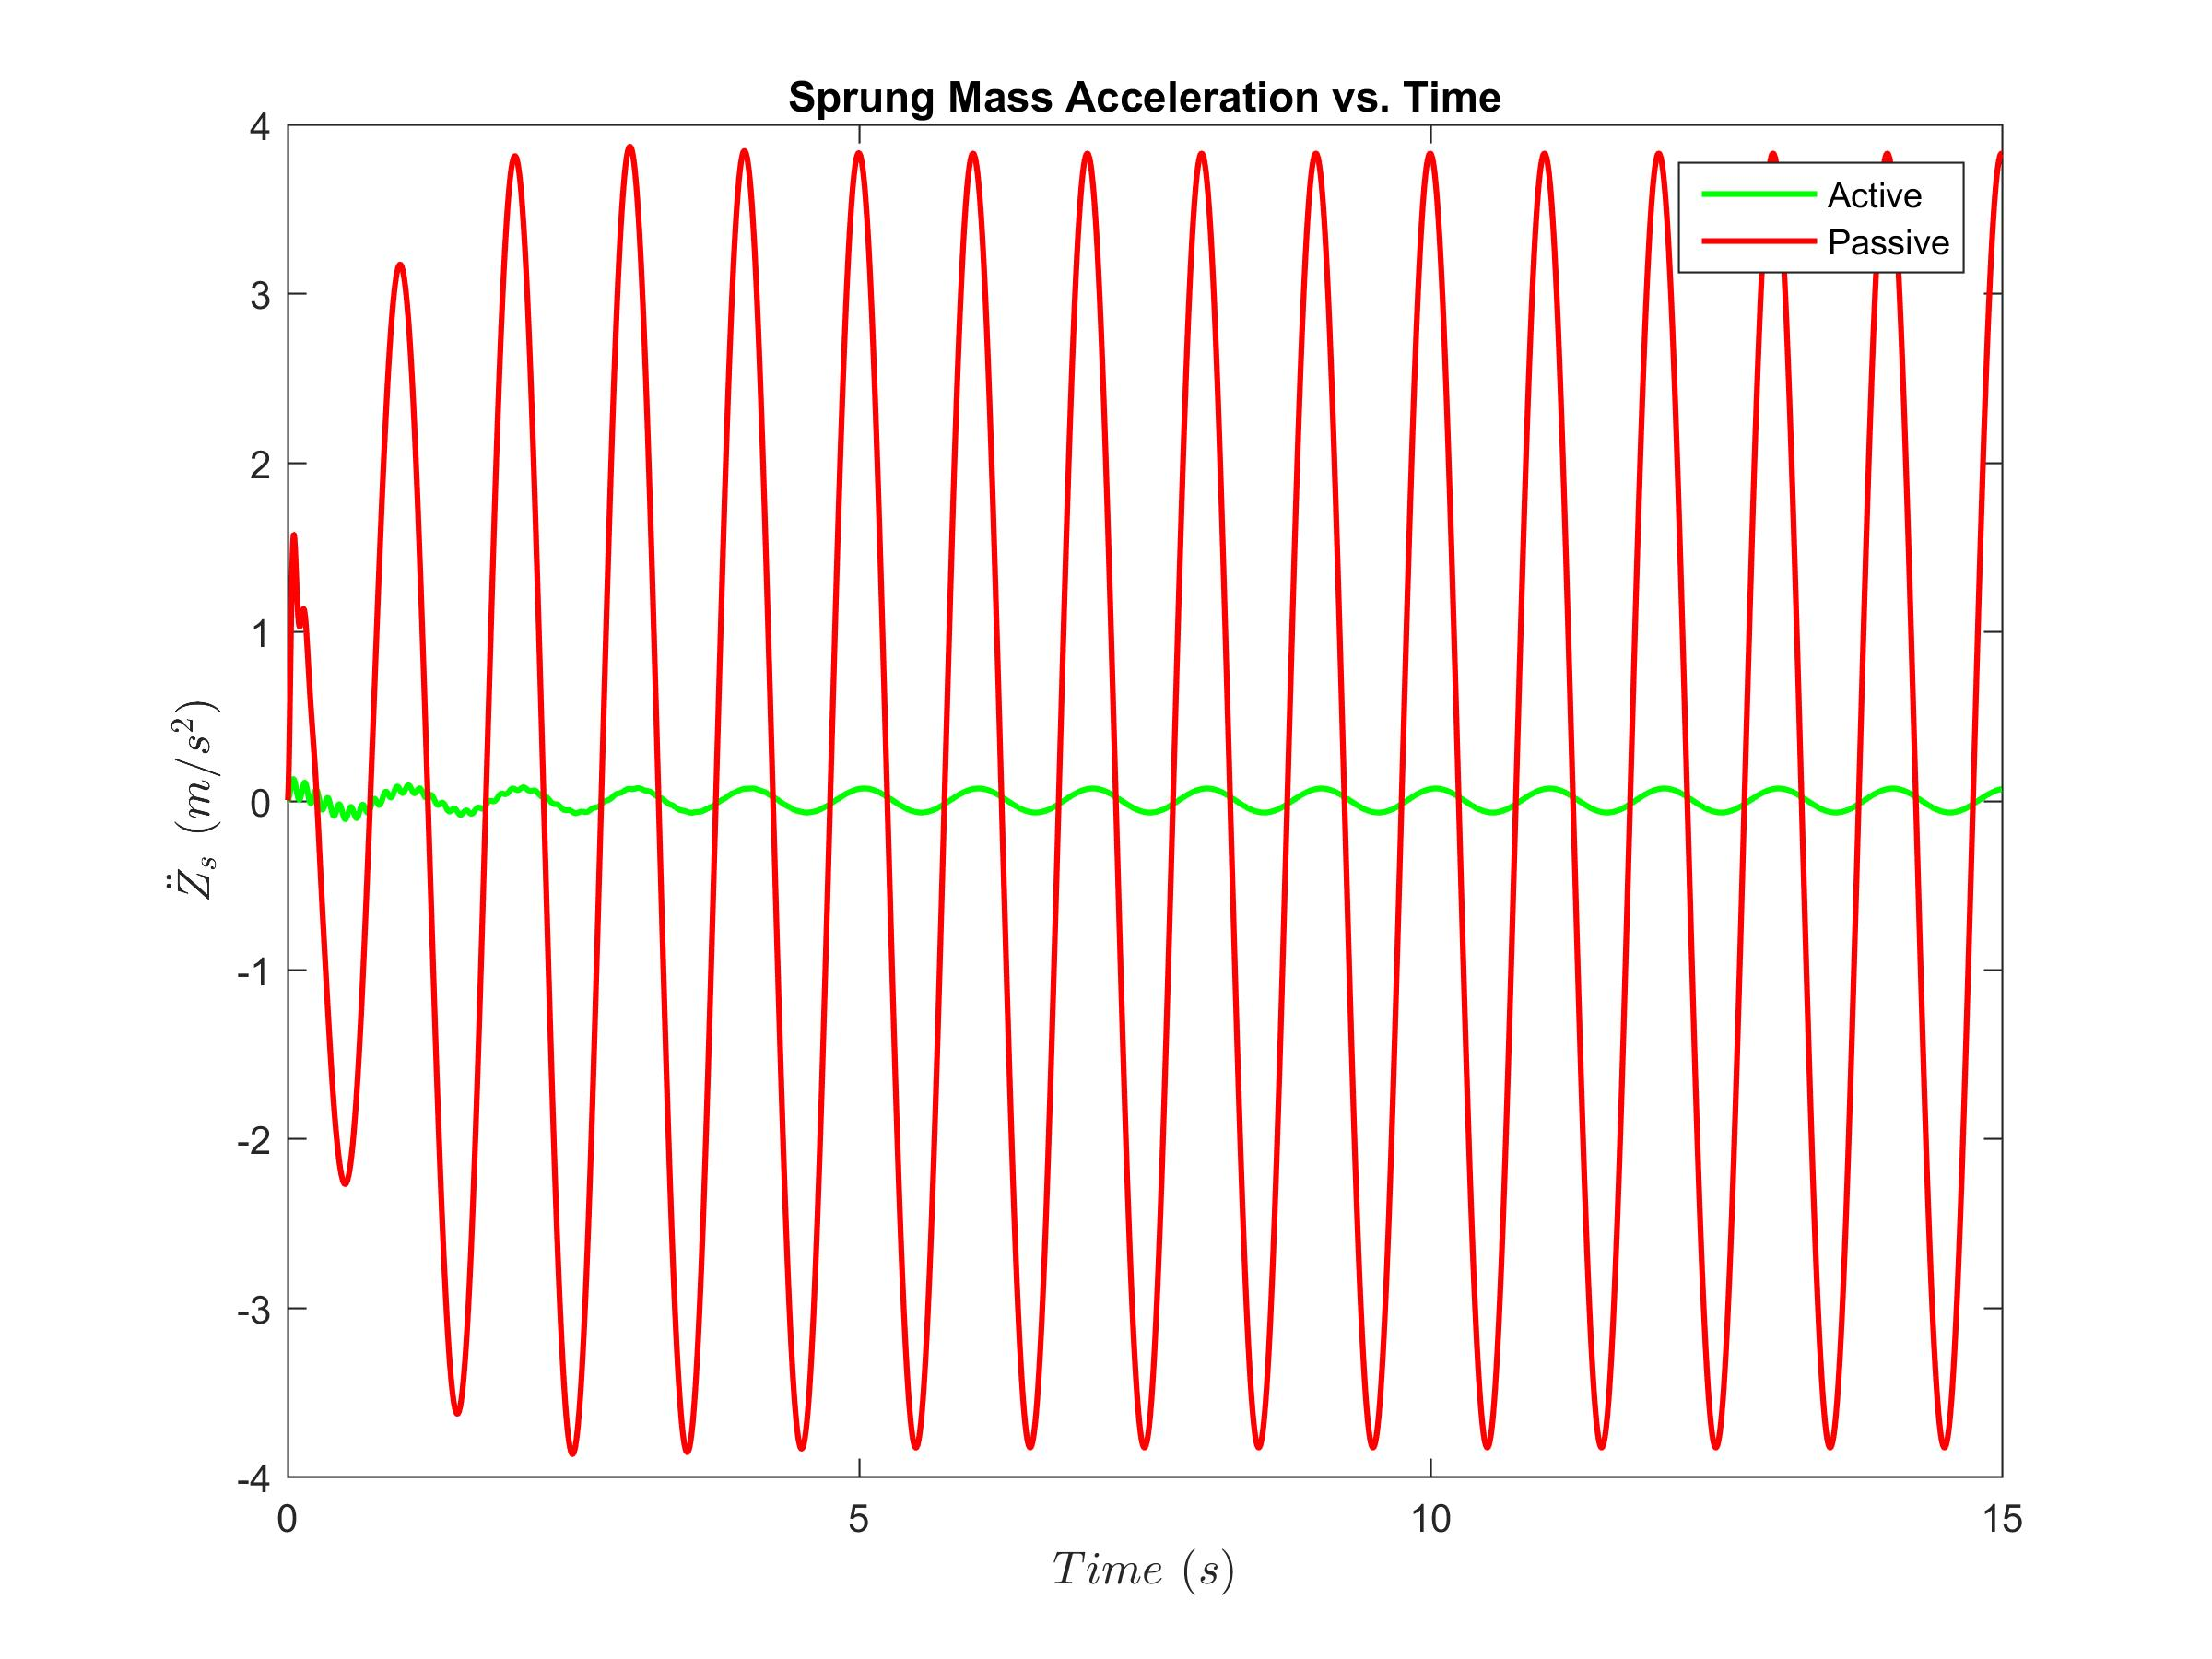 Sprung Mass Acceleration vs. Time
4
3
2
1
0
-1
-2
-3
-4
Z̈ₛ (m/s²)
Active
Passive
0 5 10 15
Time (s)